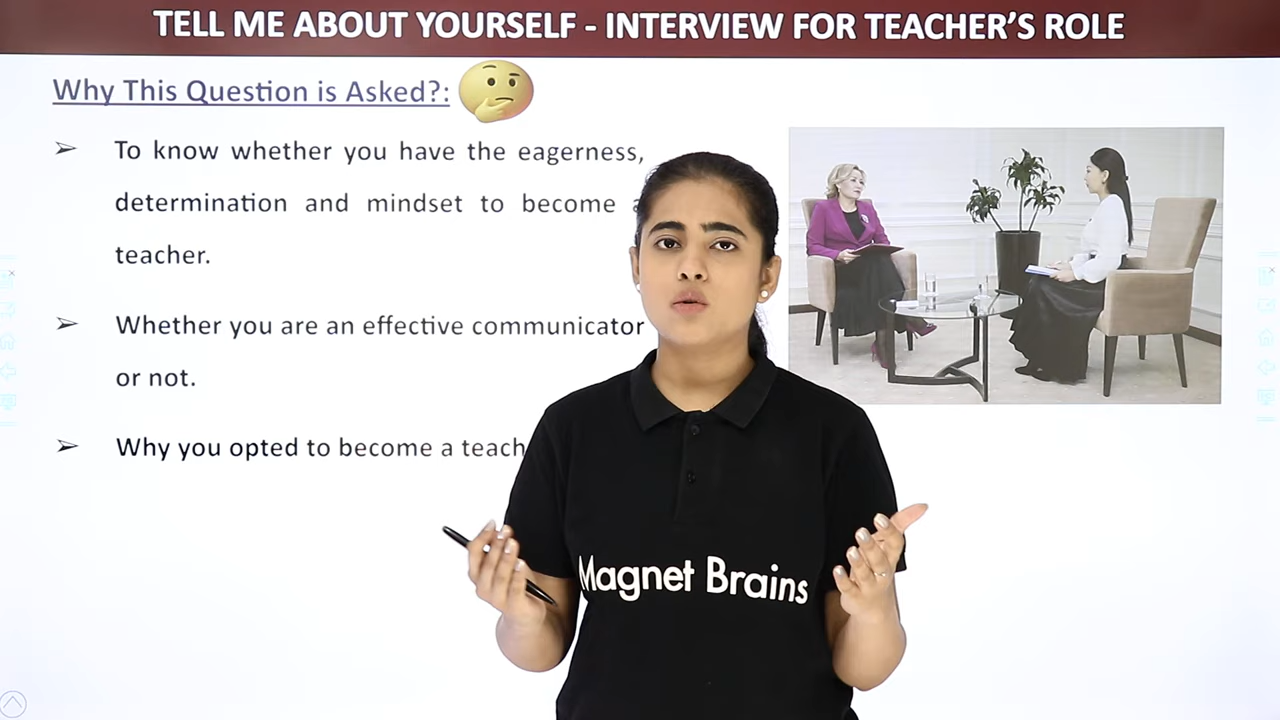 TELL ME ABOUT YOURSELF - INTERVIEW FOR TEACHER'S ROLE
Why This Question is Asked?:
➢ To know whether you have the eagerness,
determination and mindset to become a
teacher.
➢ Whether you are an effective communicator
or not.
➢ Why you opted to become a teach
Magnet Brains